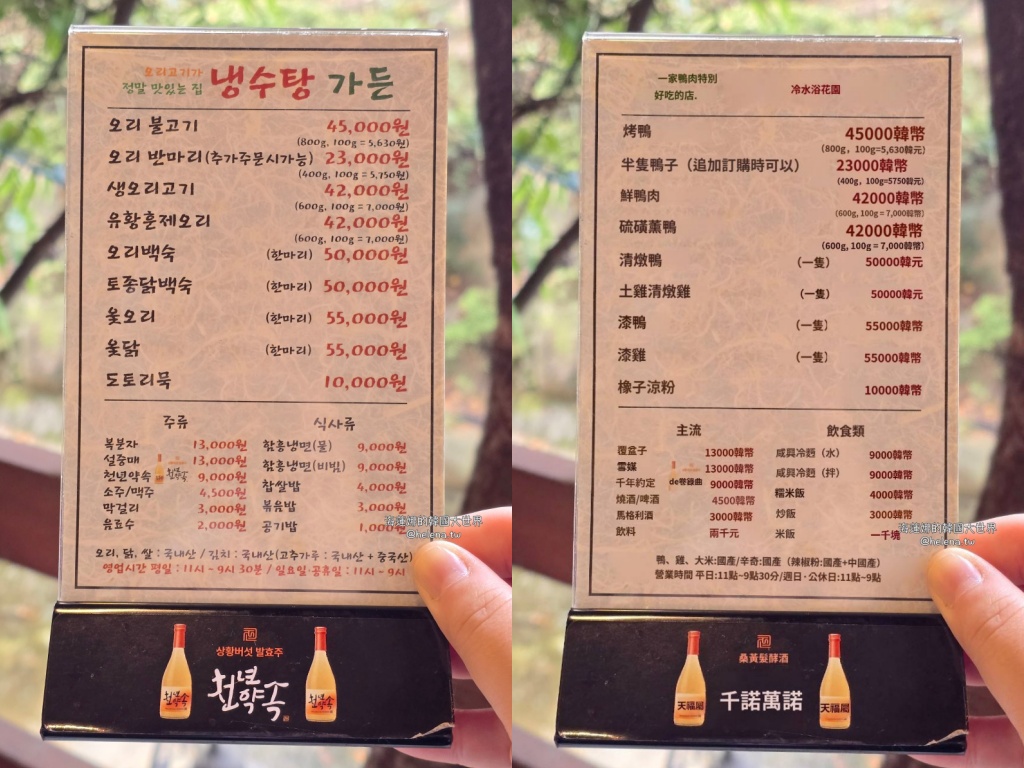 오리고기가
정말 맛있는 집 냉수탕 가든
오리 불고기 45,000원
(800g, 100g = 5,630원)
오리 반마리(추가주문시가능) 23,000원
(400g, 100g = 5,750원)
생오리고기 42,000원
(600g, 100g = 7,000원)
유황훈제오리 42,000원
(600g, 100g = 7,000원)
오리백숙 (한마리) 50,000원
토종닭백숙 (한마리) 50,000원
옻오리 (한마리) 55,000원
옻닭 (한마리) 55,000원
도토리묵 10,000원
주류 식사류
복분자 13,000원 함흥냉면(물) 9,000원
설중매 13,000원 함흥냉면(비빔) 9,000원
천년약속 9,000원 찹쌀밥 4,000원
소주/맥주 4,500원 볶음밥 3,000원
막걸리 3,000원 공기밥 1,000원
음료수 2,000원
오리, 닭, 쌀 : 국내산 / 김치 : 국내산(고추가루 : 국내산 + 중국산)
영업시간 평일 : 11시 - 9시 30분 / 일요일·공휴일 : 11시 - 9시
상황버섯 발효주
천년약속
海蓮娜的韓國大世界
@helena.tw
一家鴨肉特別
好吃的店.
冷水浴花園
烤鴨 45000韓幣
(800g，100g=5,630韓元)
半隻鴨子（追加訂購時可以） 23000韓幣
(400g，100g=5750韓元)
鮮鴨肉 42000韓幣
(600g, 100g = 7,000韓幣)
硫磺薰鴨 42000韓幣
(600g, 100g = 7,000韓幣)
清燉鴨 （一隻） 50000韓元
土雞清燉雞 （一隻） 50000韓元
漆鴨 （一隻） 55000韓幣
漆雞 （一隻） 55000韓幣
橡子涼粉 10000韓幣
主流 飲食類
覆盆子 13000韓幣 咸興冷麪（水） 9000韓幣
雪媒 13000韓幣 咸興冷麪（拌） 9000韓幣
千年約定 9000韓幣 糯米飯 4000韓幣
燒酒/啤酒 4500韓幣 炒飯 3000韓幣
馬格利酒 3000韓幣 米飯 一千塊
飲料 兩千元
鴨、雞、大米:國產/辛奇:國產（辣椒粉:國產+中國產）
營業時間 平日:11點~9點30分/週日·公休日:11點~9點
桑黃髮酵酒
天福閣 千諾萬諾 天福閣
海蓮娜的韓國大世界
@helena.tw